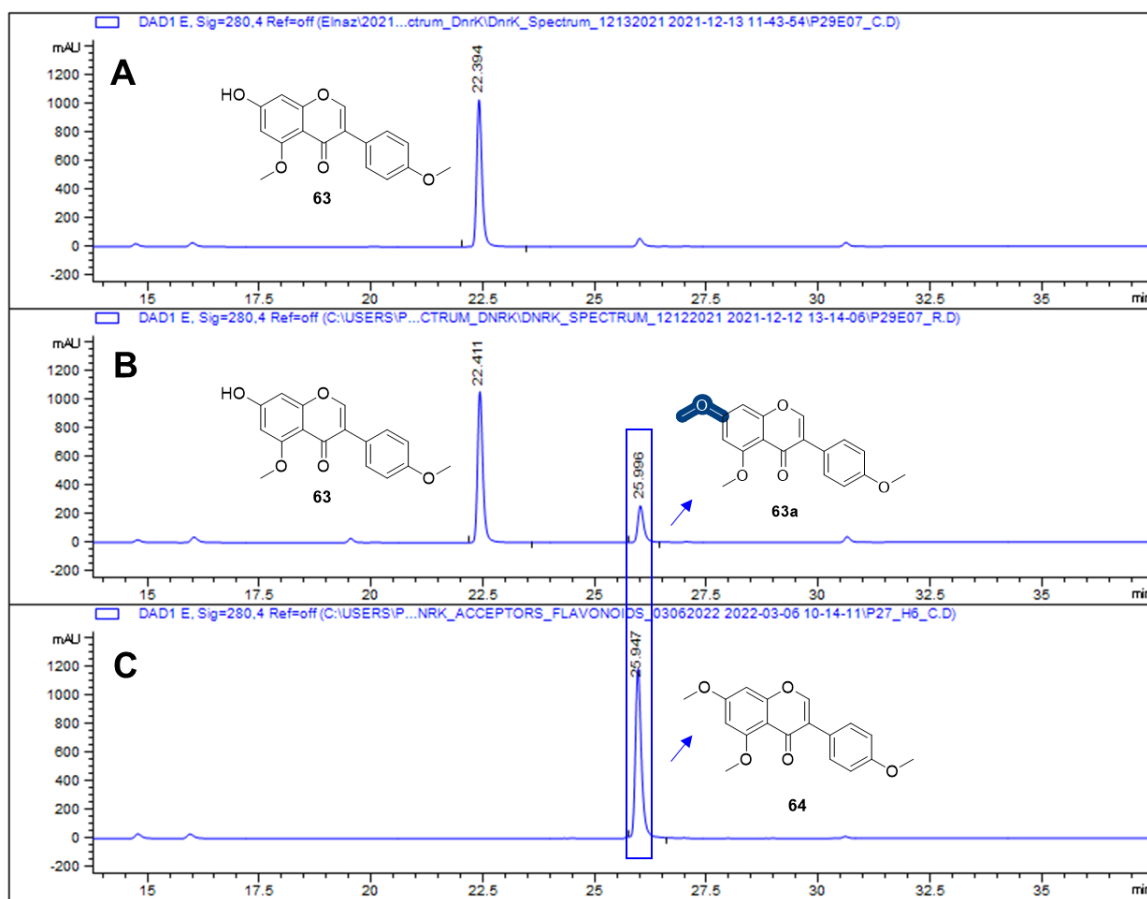 DAD1 E, Sig=280,4 Ref=off (Elnaz\2021...ctrum_DnrK\DnrK_Spectrum_12132021 2021-12-13 11-43-54\P29E07_C.D)
mAU
A
22.394
1200
1000
800
600
400
200
0
-200
HO
O
O
O
O
63
15
17.5
20
22.5
25
27.5
30
32.5
35
min
DAD1 E, Sig=280,4 Ref=off (C:\USERS\P...CTRUM_DNRK\DNRK_SPECTRUM_12122021 2021-12-12 13-14-06\P29E07_R.D)
mAU
B
22.411
25.996
1200
1000
800
600
400
200
0
-200
HO
O
O
O
O
63
O
O
O
O
O
63a
15
17.5
20
22.5
25
27.5
30
32.5
35
min
DAD1 E, Sig=280,4 Ref=off (C:\USERS\P...NRK_ACCEPTORS_FLAVONOIDS_03062022 2022-03-06 10-14-11\P27_H6_C.D)
mAU
C
25.947
1200
1000
800
600
400
200
0
-200
O
O
O
O
O
64
15
17.5
20
22.5
25
27.5
30
32.5
35
min